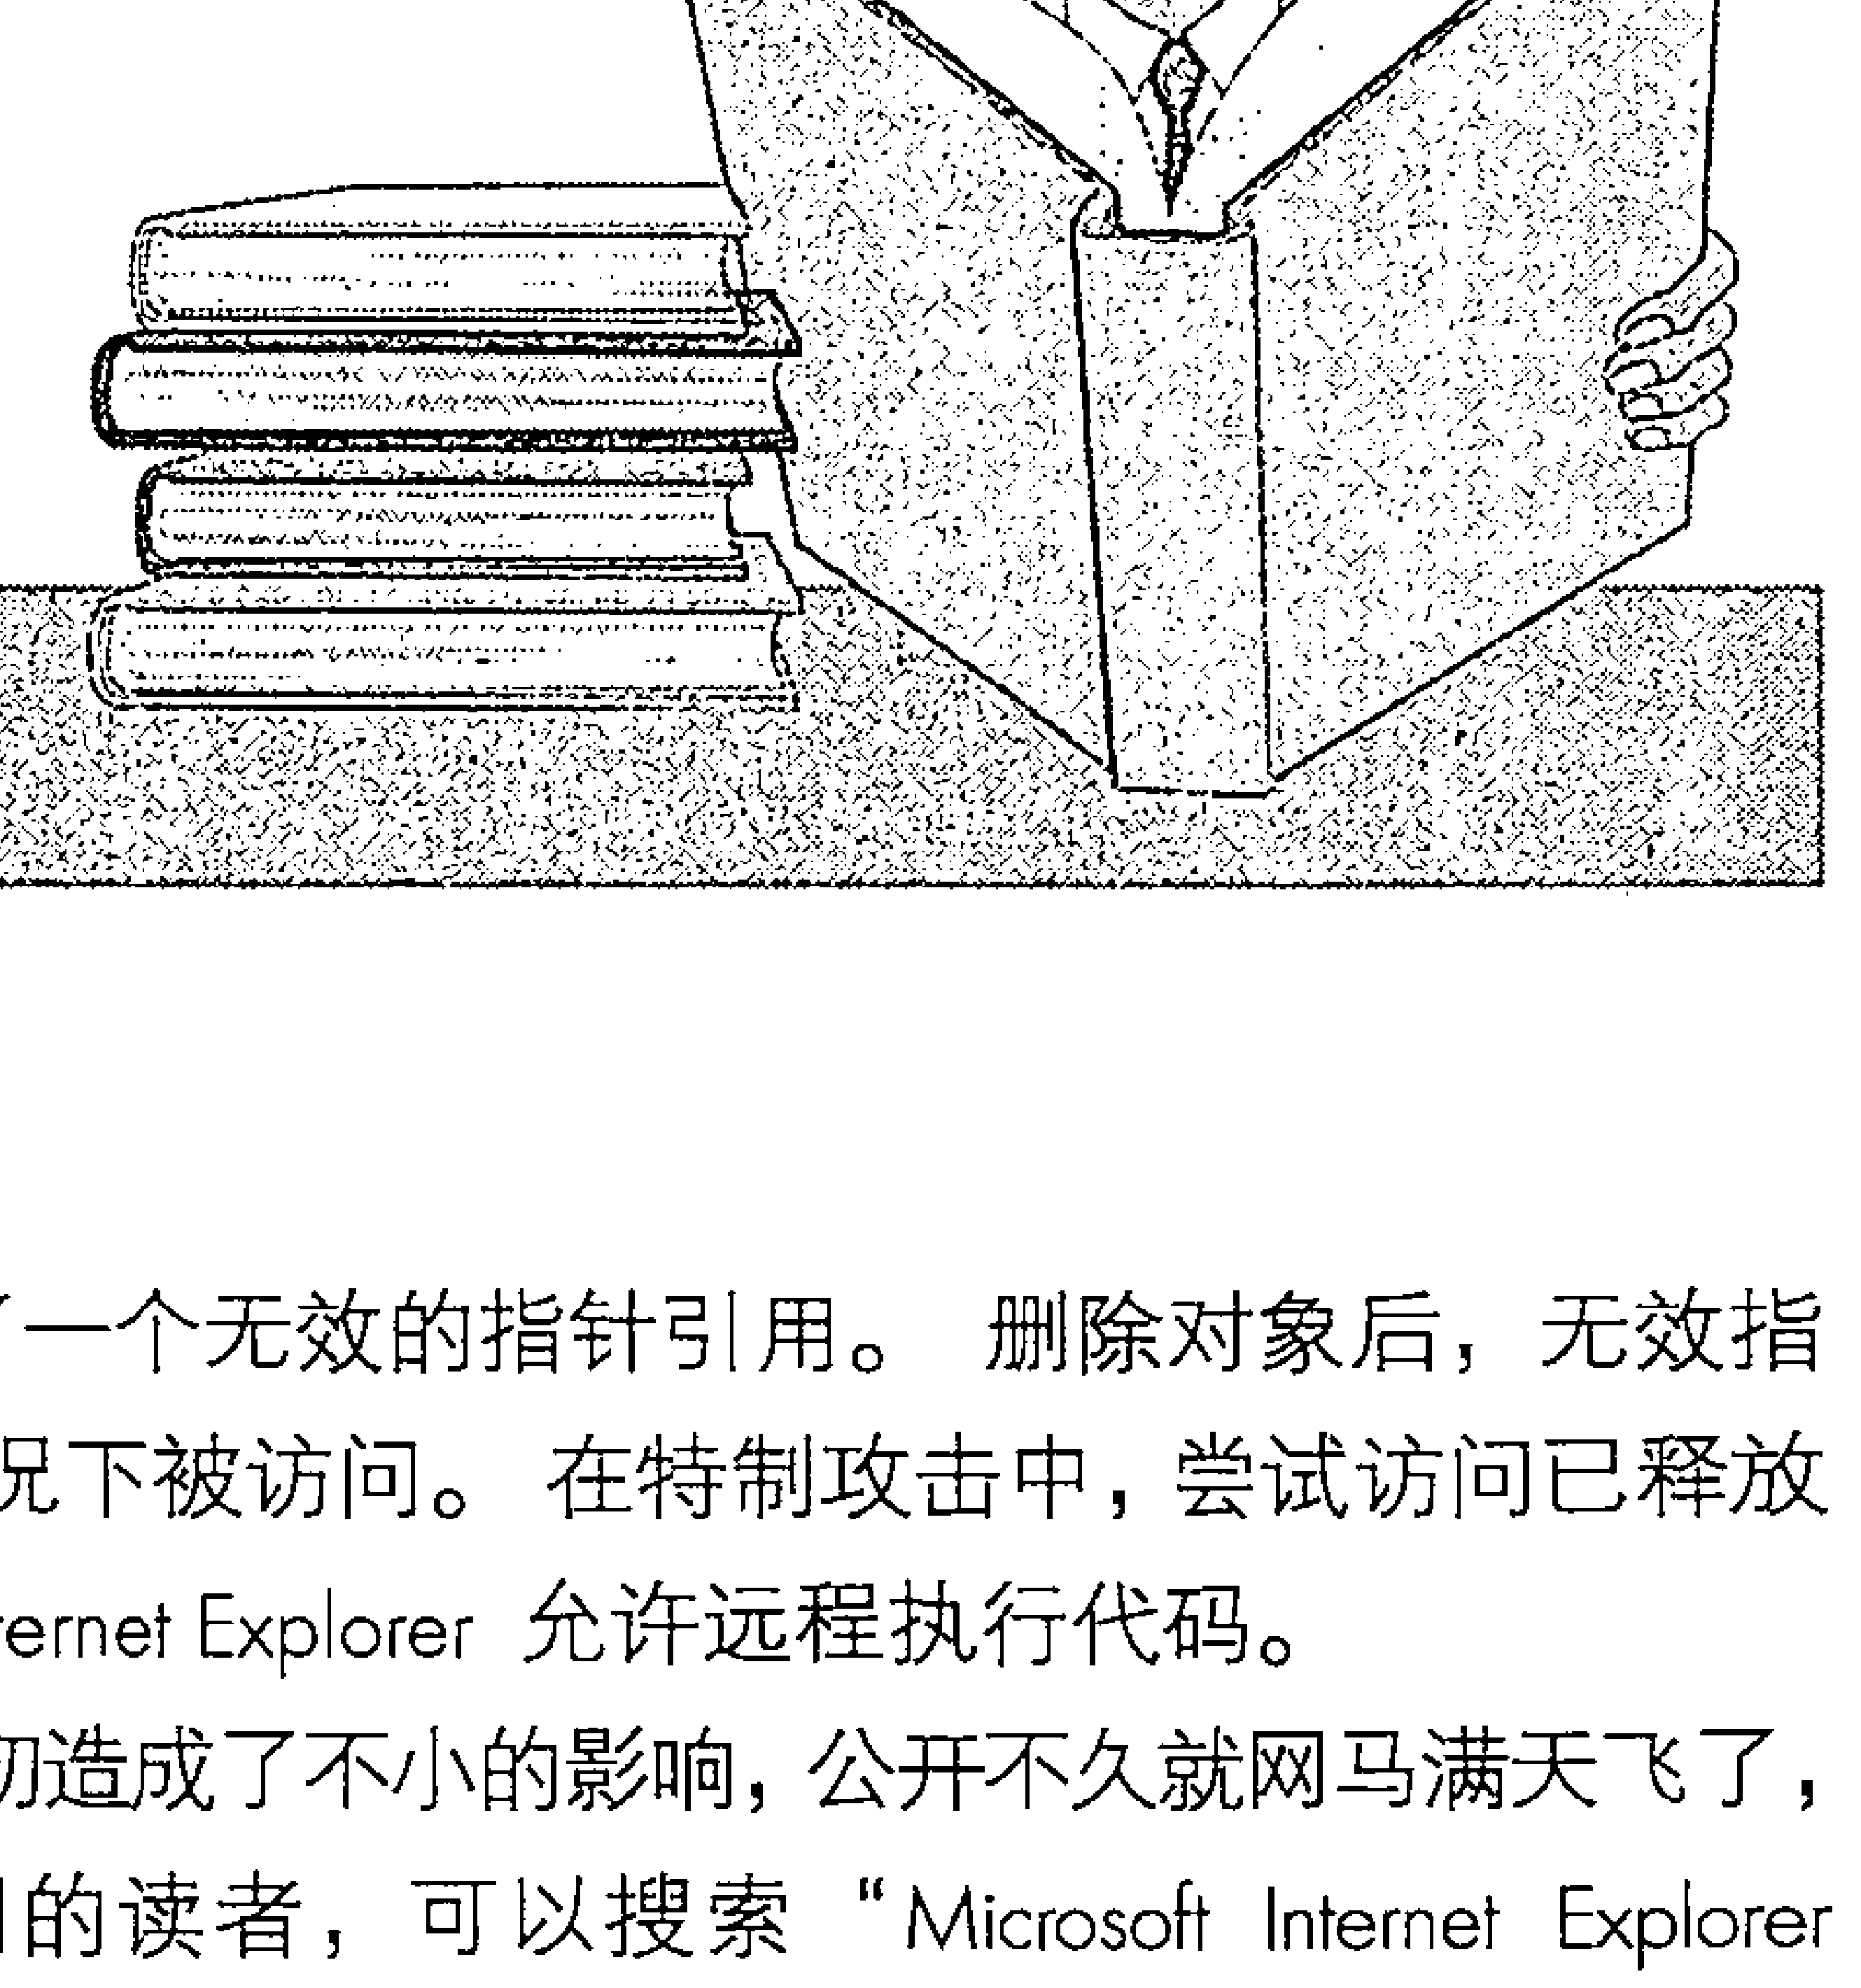 一个无效的指针引用。 删除对象后，无效指
况下被访问。 在特制攻击中，尝试访问已释放
ternet Explorer 允许远程执行代码。
初造成了不小的影响，公开不久就网马满天飞了，
的读者，可以搜索 “Microsoft Internet Explorer